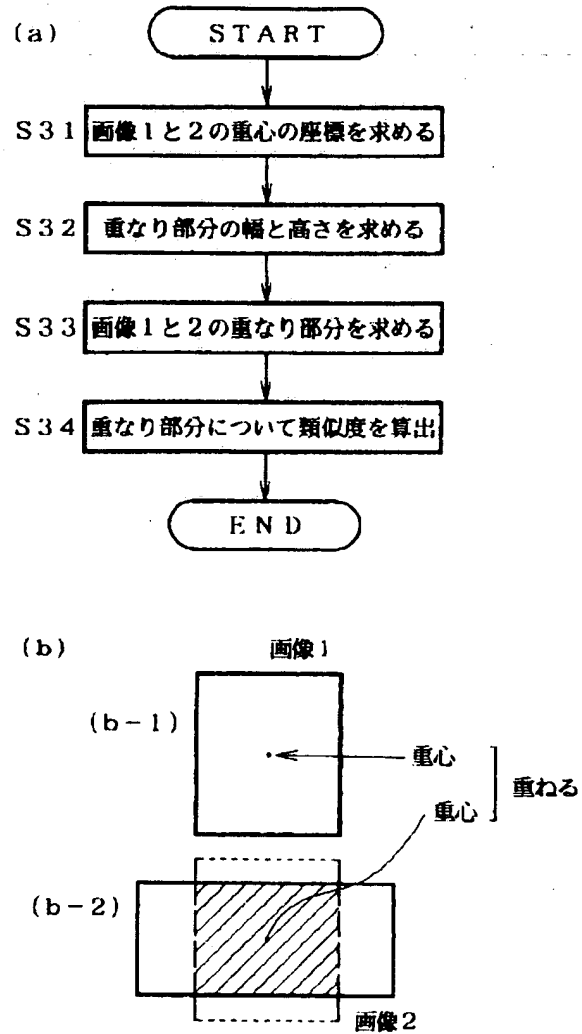 (a)
START
S31 画像1と2の重心の座標を求める
S32 重なり部分の幅と高さを求める
S33 画像1と2の重なり部分を求める
S34 重なり部分について類似度を算出
END
(b)
画像1
(b-1)
重心
重ねる
重心
(b-2)
画像2